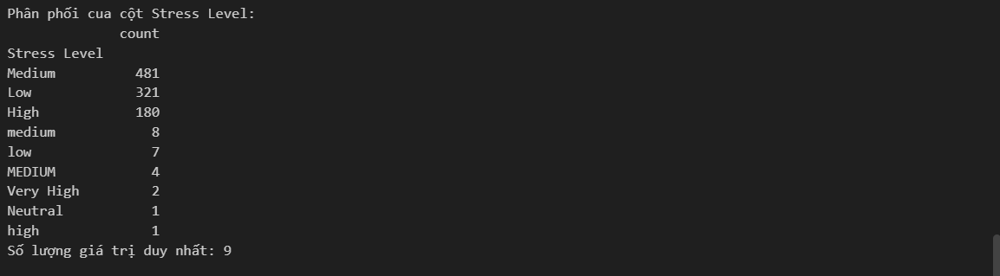 Phân phối cua cột Stress Level:
count
Stress Level
Medium 481
Low 321
High 180
medium 8
low 7
MEDIUM 4
Very High 2
Neutral 1
high 1
Số lượng giá trị duy nhất: 9